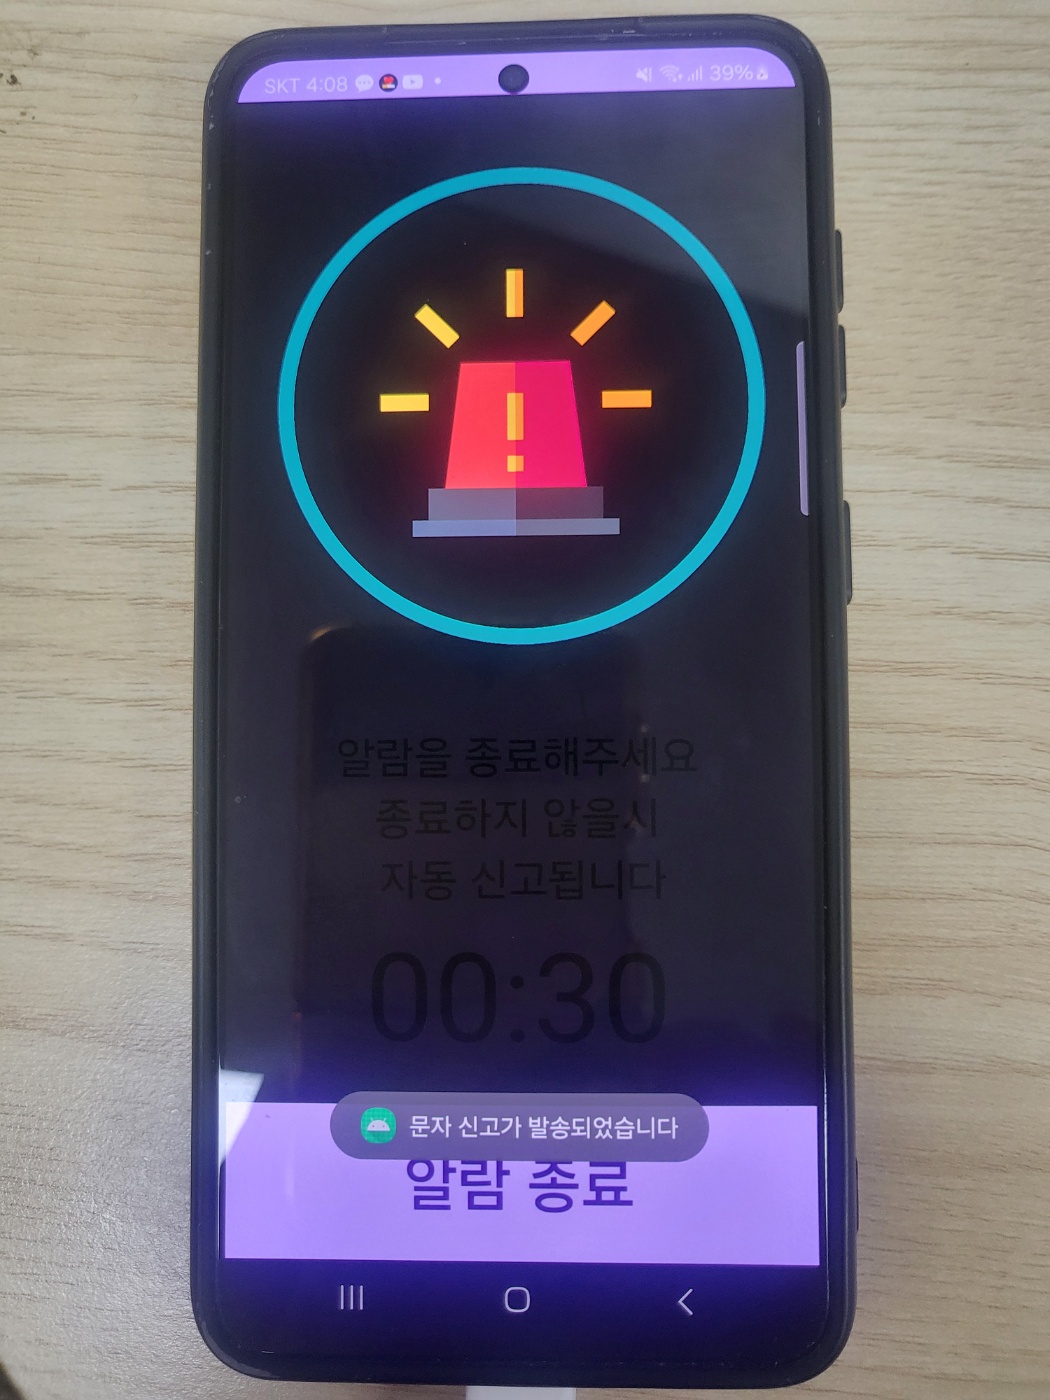 SKT 4:08 39%
알람을 종료해주세요
종료하지 않을시
자동 신고됩니다
00:30
문자 신고가 발송되었습니다
알람 종료